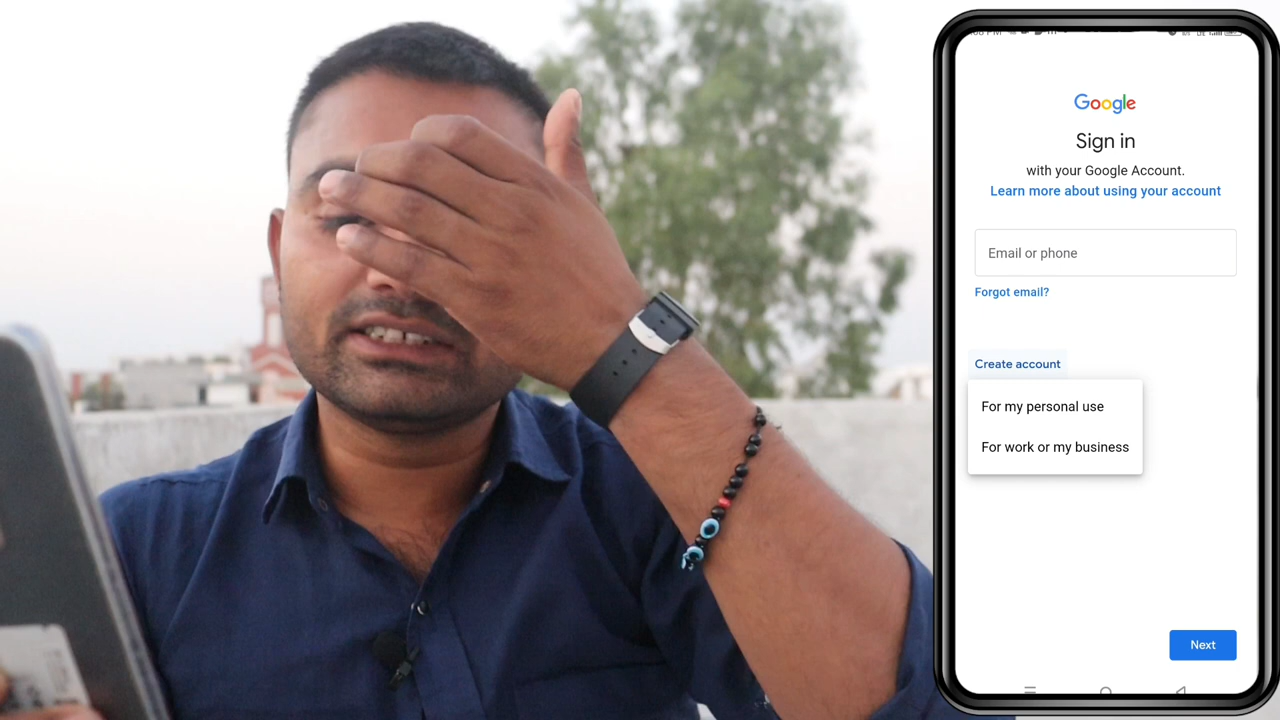 Google
Sign in
with your Google Account.
Learn more about using your account
Email or phone
Forgot email?
Create account
For my personal use
For work or my business
Next